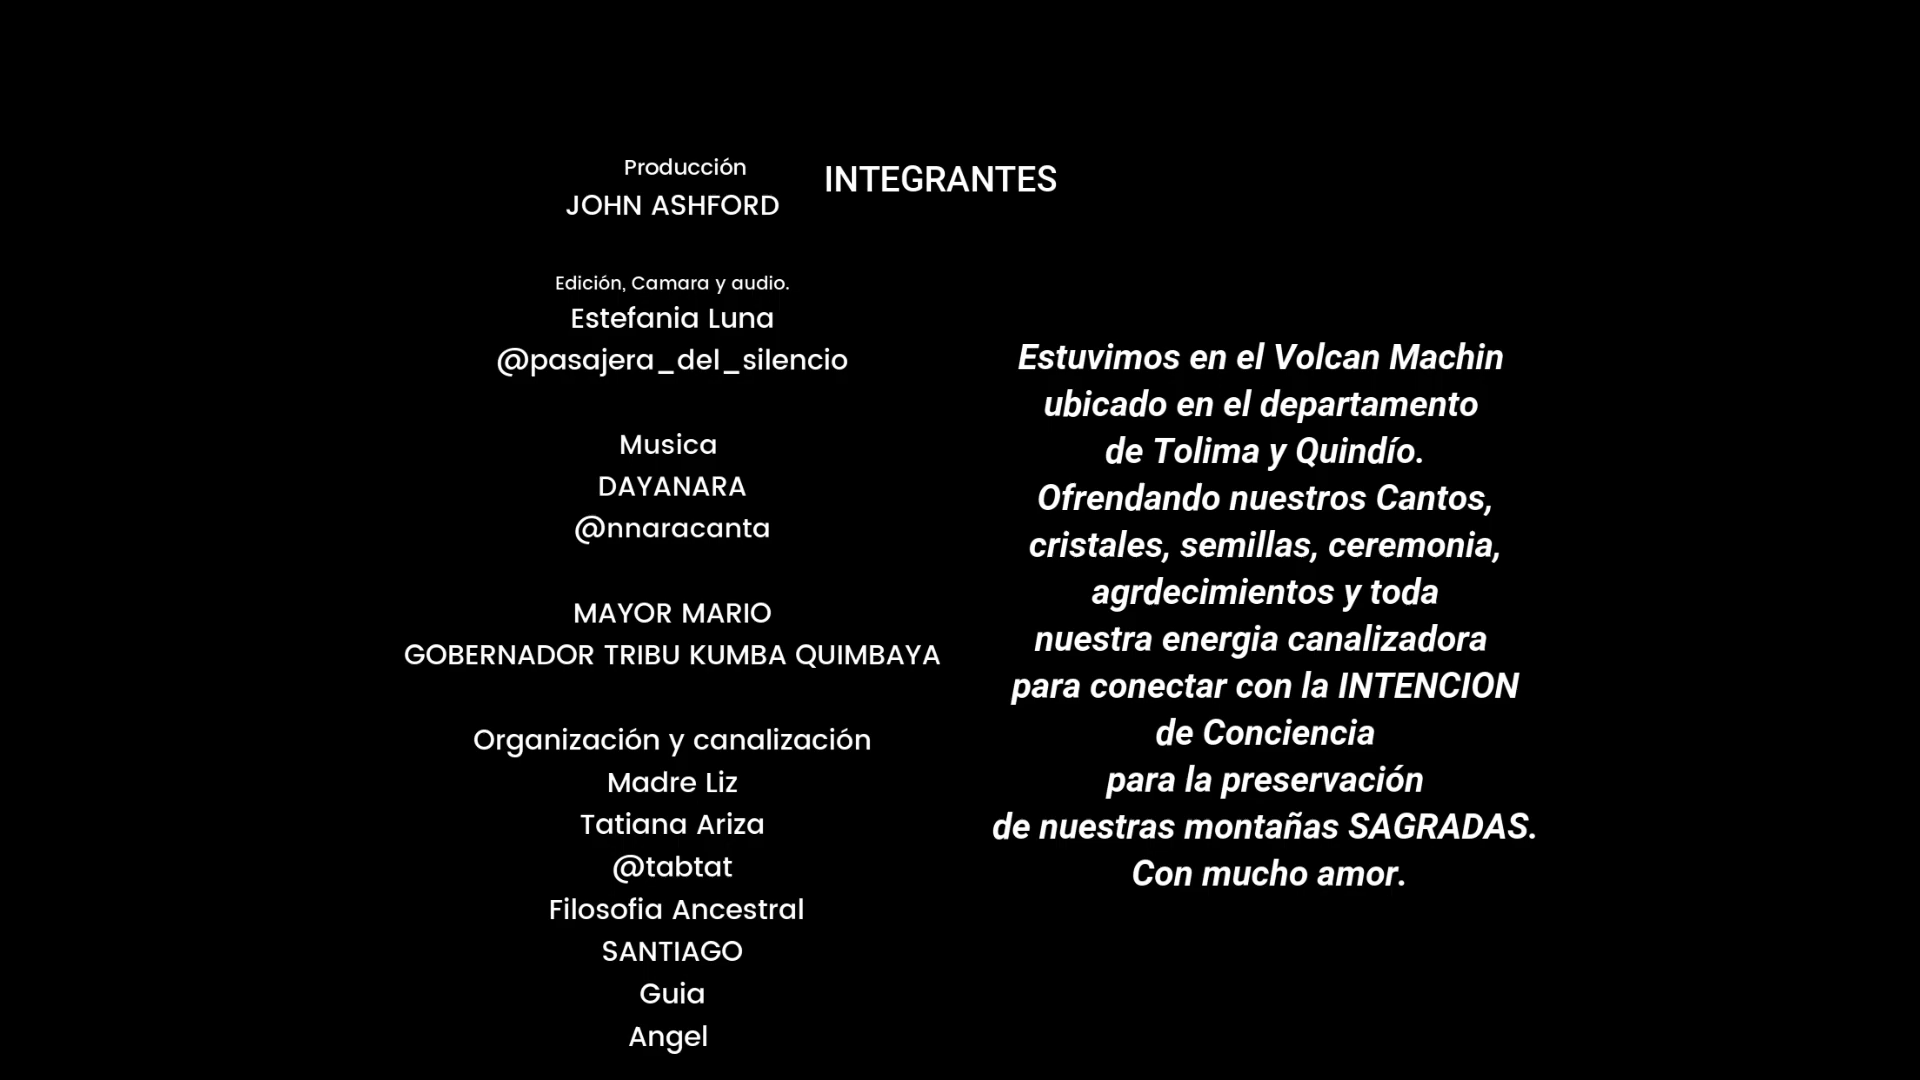 INTEGRANTES
Producción
JOHN ASHFORD
Edición, Camara y audio.
Estefania Luna
@pasajera_del_silencio
Musica
DAYANARA
@nnaracanta
MAYOR MARIO
GOBERNADOR TRIBU KUMBA QUIMBAYA
Organización y canalización
Madre Liz
Tatiana Ariza
@tabtat
Filosofia Ancestral
SANTIAGO
Guia
Angel
Estuvimos en el Volcan Machin
ubicado en el departamento
de Tolima y Quindío.
Ofrendando nuestros Cantos,
cristales, semillas, ceremonia,
agrdecimientos y toda
nuestra energia canalizadora
para conectar con la INTENCION
de Conciencia
para la preservación
de nuestras montañas SAGRADAS.
Con mucho amor.